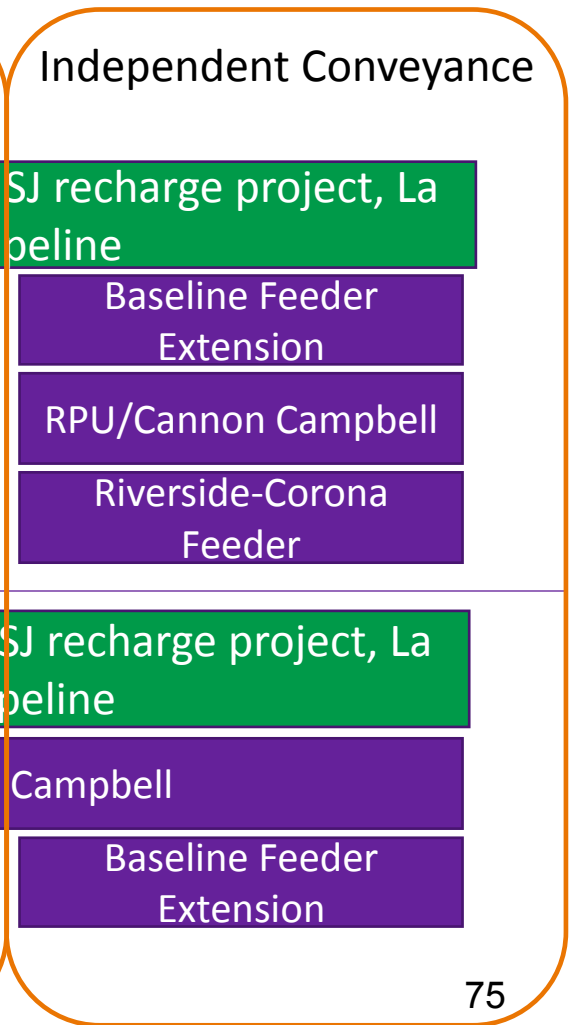 Independent Conveyance
SJ recharge project, La
peline
Baseline Feeder
Extension
RPU/Cannon Campbell
Riverside-Corona
Feeder
SJ recharge project, La
peline
Campbell
Baseline Feeder
Extension
75